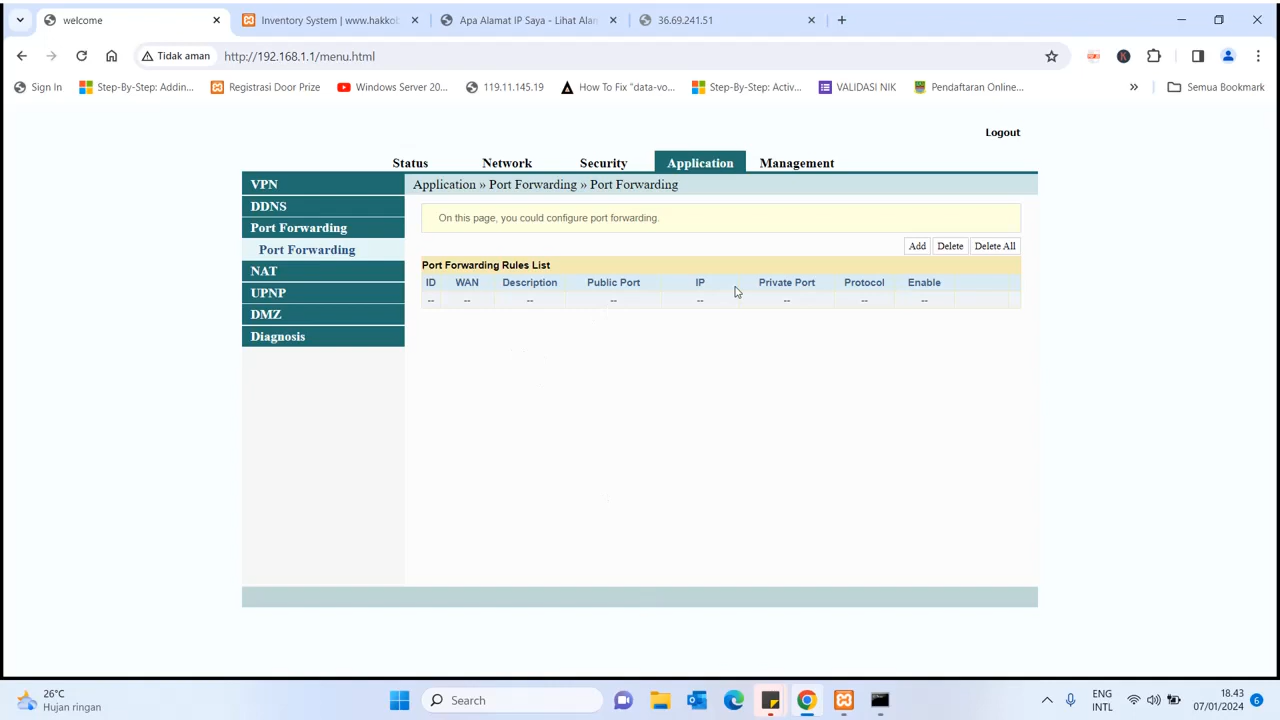 welcome
Inventory System | www.hakkob
Apa Alamat IP Saya - Lihat Alan
36.69.241.51
Tidak aman
http://192.168.1.1/menu.html
Sign In
Step-By-Step: Addin...
Registrasi Door Prize
Windows Server 20...
119.11.145.19
How To Fix "data-vo...
Step-By-Step: Activ...
VALIDASI NIK
Pendaftaran Online...
»
Semua Bookmark
Logout
Status
Network
Security
Application
Management
VPN
DDNS
Port Forwarding
Port Forwarding
NAT
UPNP
DMZ
Diagnosis
Application » Port Forwarding » Port Forwarding
On this page, you could configure port forwarding.
Add
Delete
Delete All
Port Forwarding Rules List
ID WAN Description Public Port IP Private Port Protocol Enable
-- -- -- -- -- -- -- --
26°C
Hujan ringan
Search
ENG
INTL
18.43
07/01/2024
6